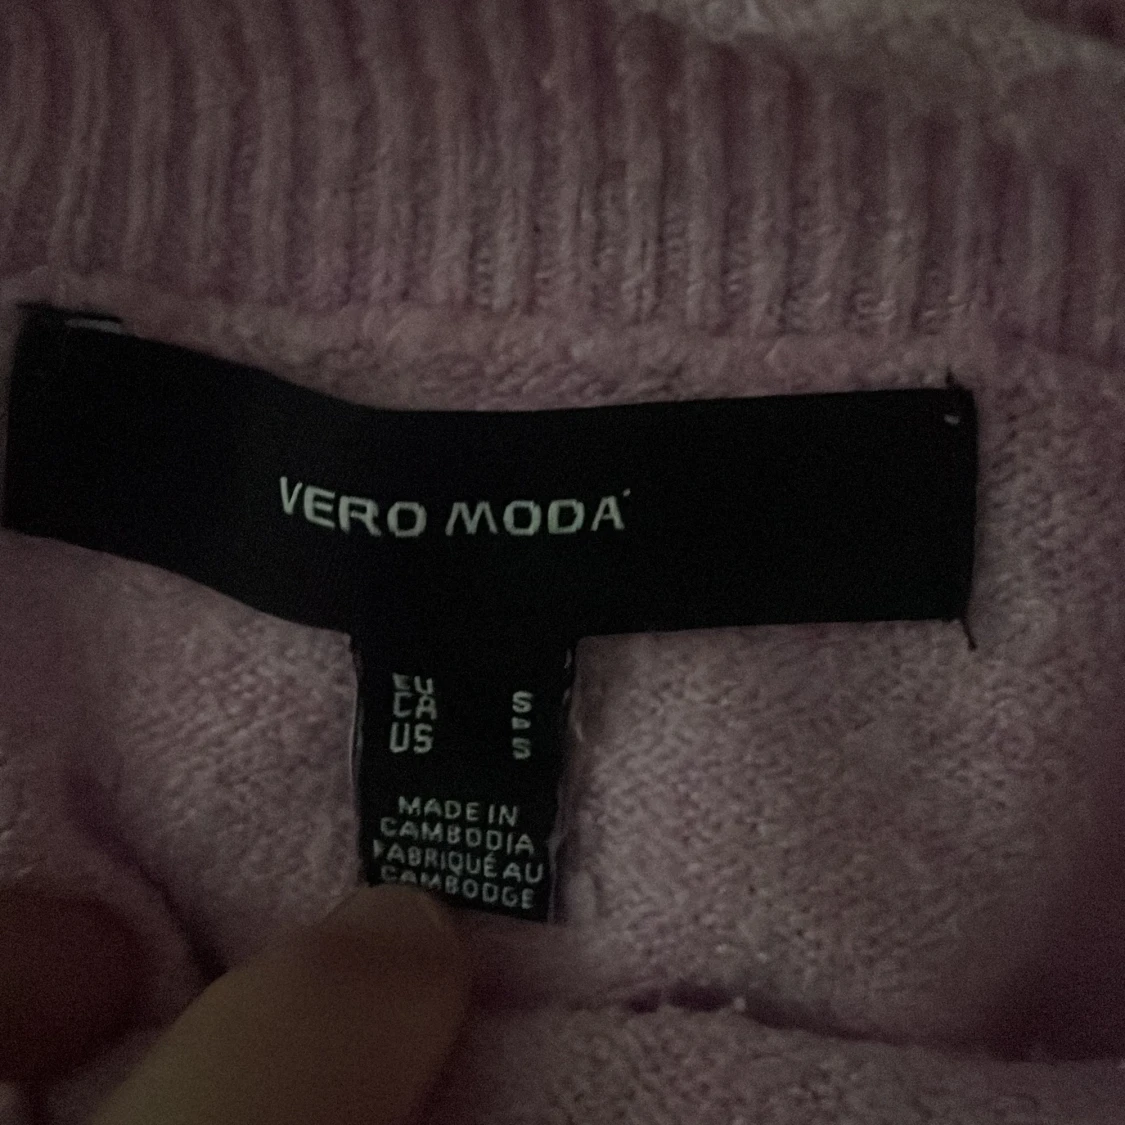 VERO MODA
EU S
CA P
US S
MADE IN
CAMBODIA
FABRIQUÉ AU
CAMBODGE